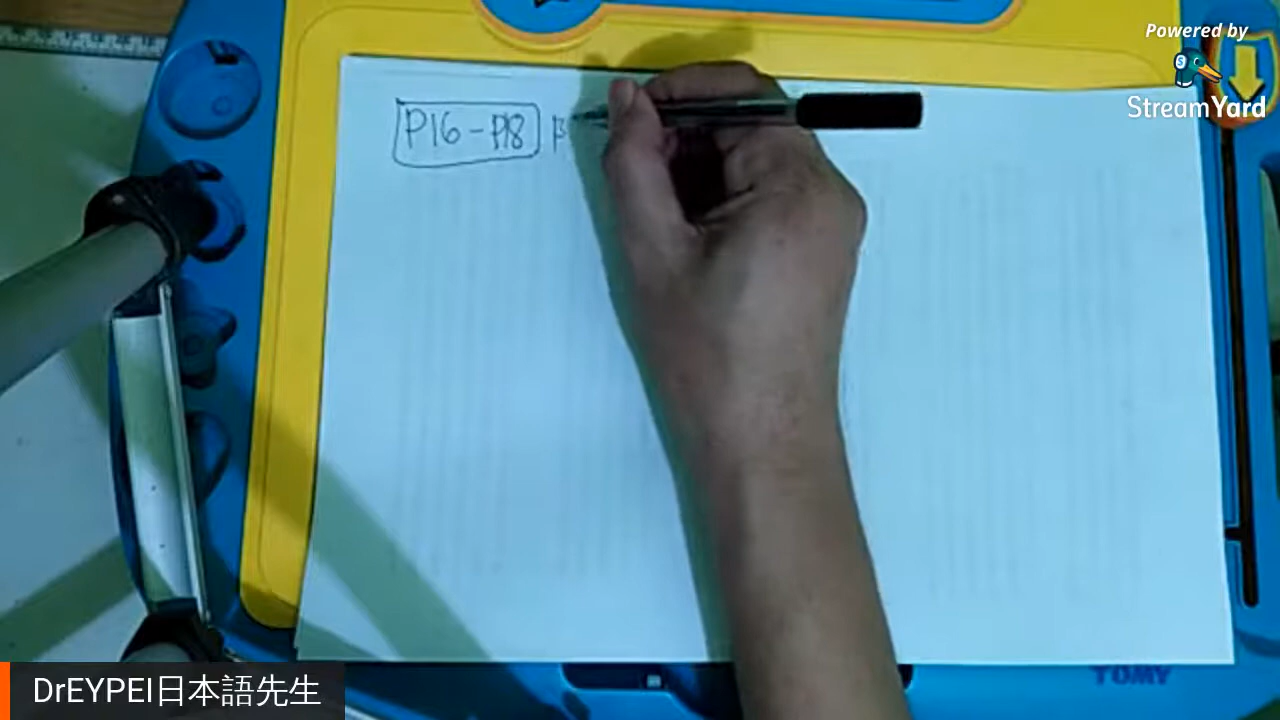 Powered by
StreamYard
P16 - P18
TOMY
DrEYPEI日本語先生